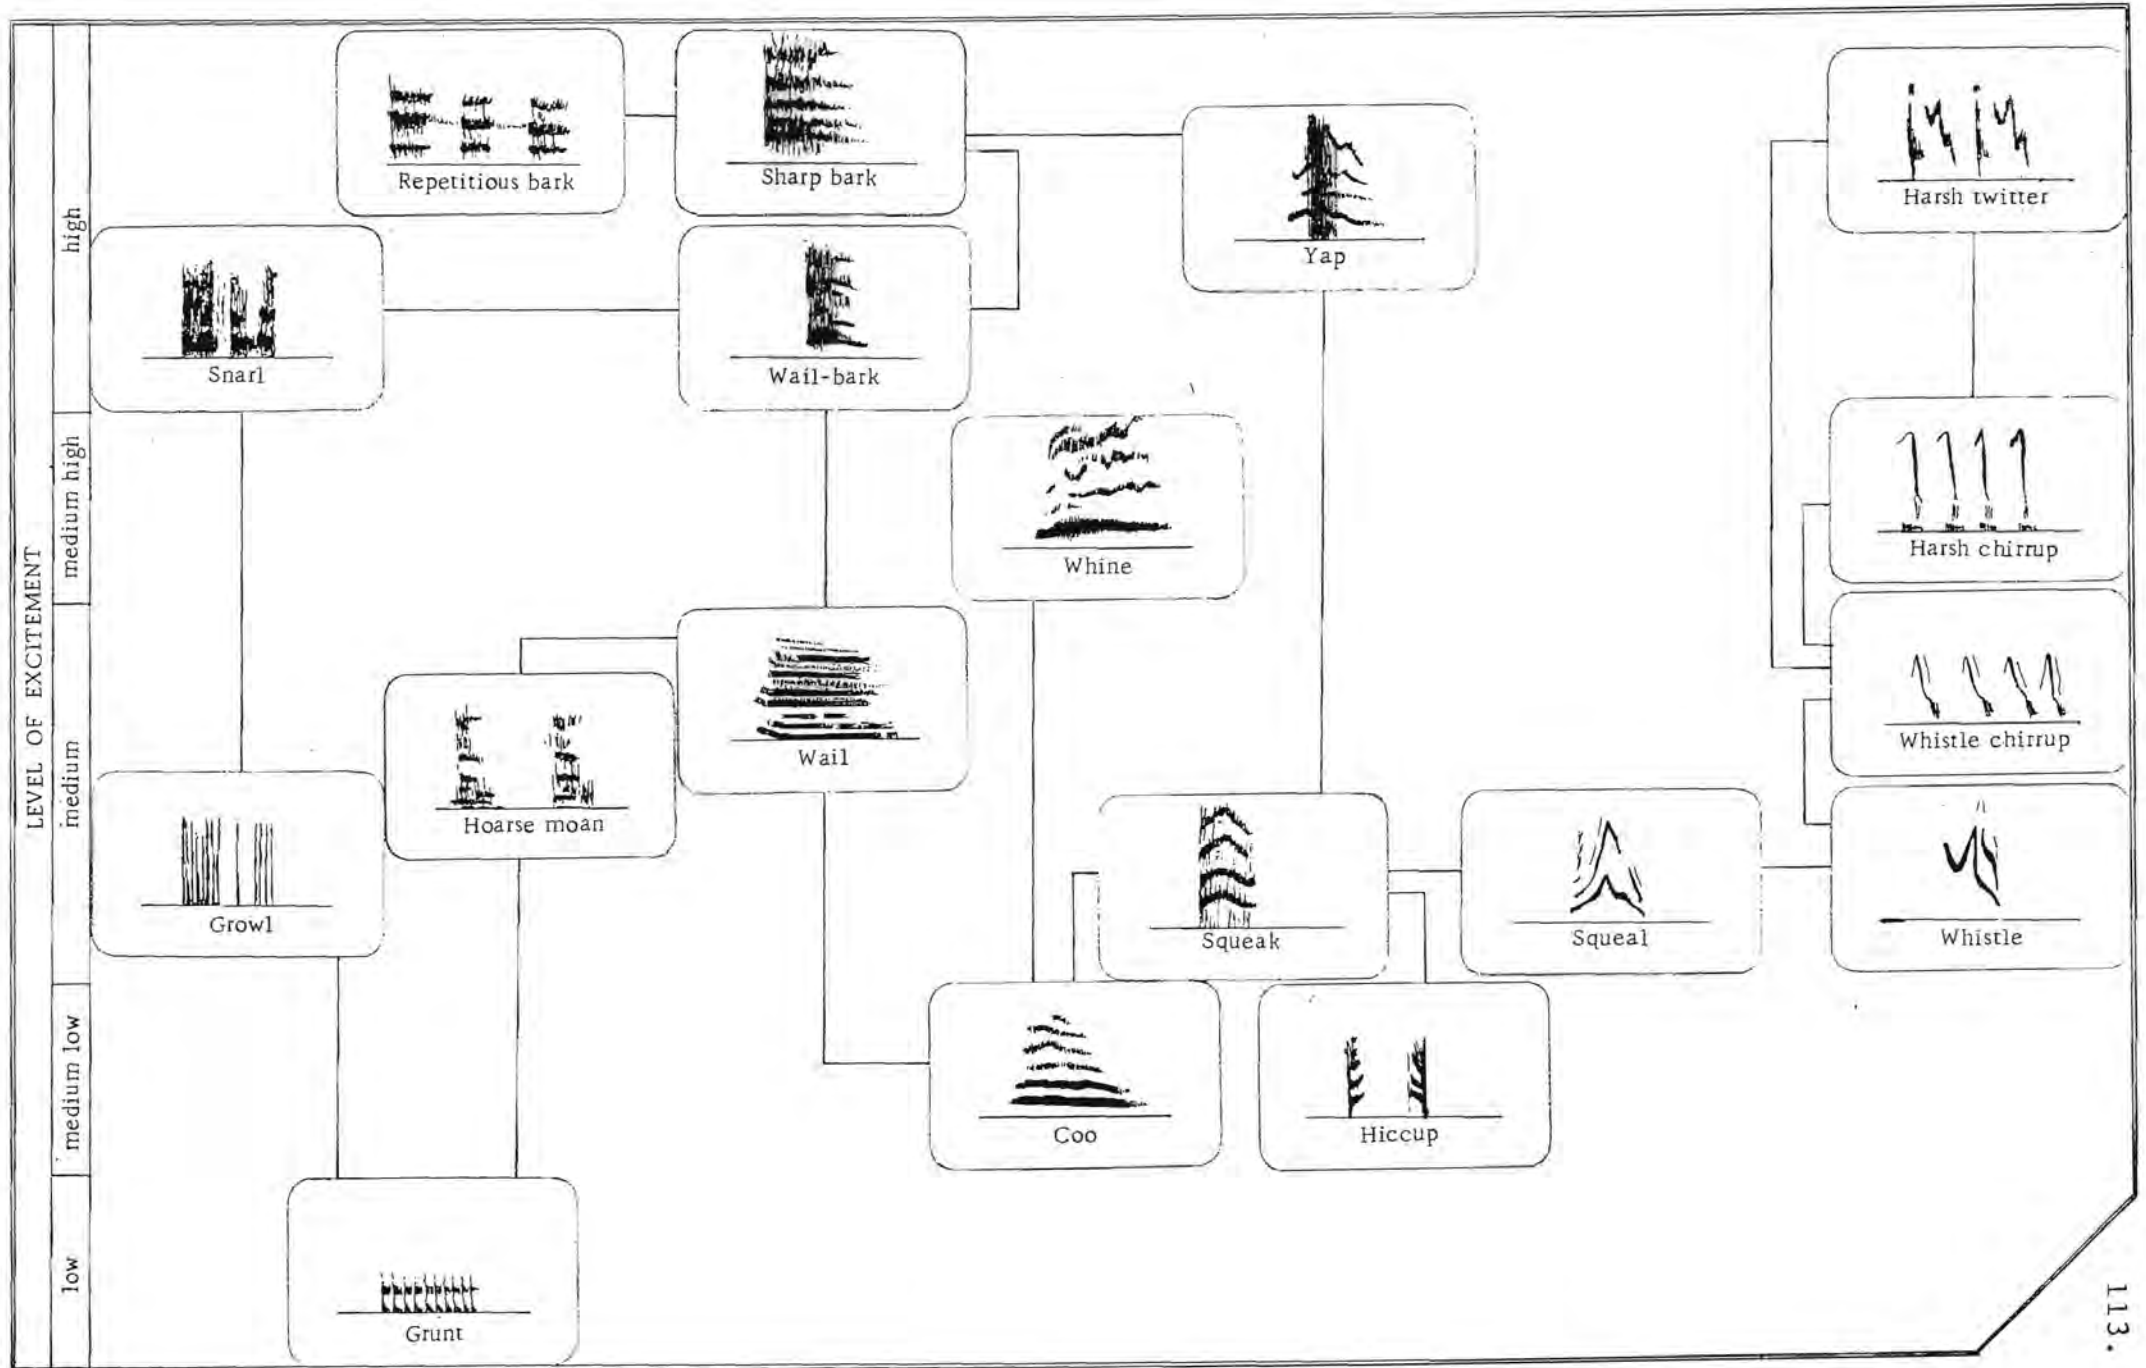 LEVEL OF EXCITEMENT
high
medium high
medium
medium low
low
Repetitious bark
Sharp bark
Yap
Harsh twitter
Snarl
Wail-bark
Whine
Harsh chirrup
Whistle chirrup
Wail
Hoarse moan
Growl
Squeak
Squeal
Whistle
Coo
Hiccup
Grunt
113.